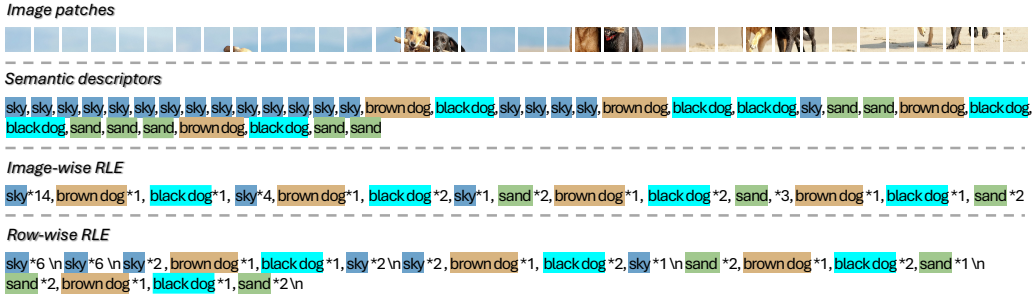 Image patches
Semantic descriptors
sky, sky, sky, sky, sky, sky, sky, sky, sky, sky, sky, sky, sky, sky, brown dog, black dog, sky, sky, sky, sky, brown dog, black dog, black dog, sky, sand, sand, brown dog, black dog,
black dog, sand, sand, sand, brown dog, black dog, sand, sand
Image-wise RLE
sky*14, brown dog *1, black dog*1, sky*4, brown dog*1, black dog *2, sky*1, sand *2, brown dog *1, black dog *2, sand, *3, brown dog *1, black dog *1, sand *2
Row-wise RLE
sky *6 \n sky *6 \n sky *2 , brown dog *1, black dog *1, sky *2 \n sky *2, brown dog *1, black dog *2, sky *1 \n sand *2, brown dog *1, black dog *2, sand *1 \n
sand *2, brown dog *1, black dog *1, sand *2 \n